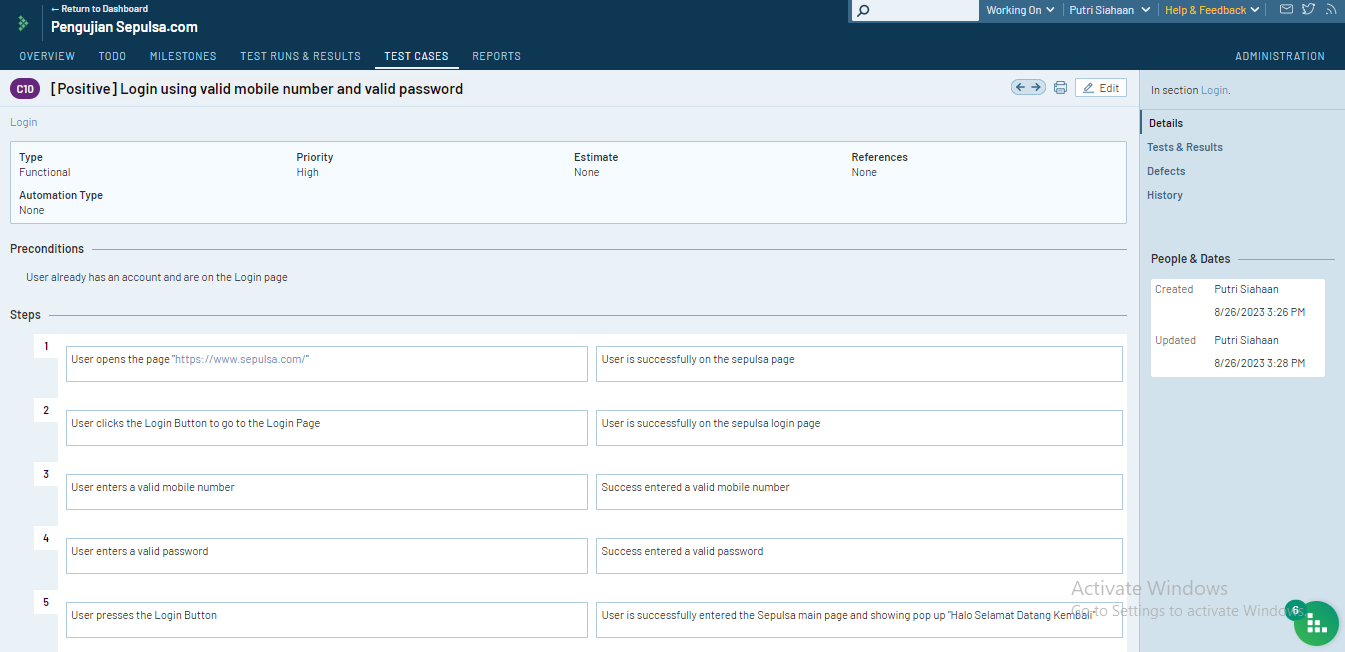 ← Return to Dashboard
Pengujian Sepulsa.com
Working On
Putri Siahaan
Help & Feedback
OVERVIEW TODO MILESTONES TEST RUNS & RESULTS TEST CASES REPORTS ADMINISTRATION
C10 [Positive] Login using valid mobile number and valid password
Edit
Login
Type Priority Estimate References
Functional High None None
Automation Type
None
Preconditions
User already has an account and are on the Login page
Steps
1
User opens the page "https://www.sepulsa.com/"
User is successfully on the sepulsa page
2
User clicks the Login Button to go to the Login Page
User is successfully on the sepulsa login page
3
User enters a valid mobile number
Success entered a valid mobile number
4
User enters a valid password
Success entered a valid password
5
User presses the Login Button
User is successfully entered the Sepulsa main page and showing pop up "Halo Selamat Datang Kembali"
In section Login.
Details
Tests & Results
Defects
History
People & Dates
Created Putri Siahaan
8/26/2023 3:26 PM
Updated Putri Siahaan
8/26/2023 3:28 PM
Activate Windows
Go to Settings to activate Windows.
6